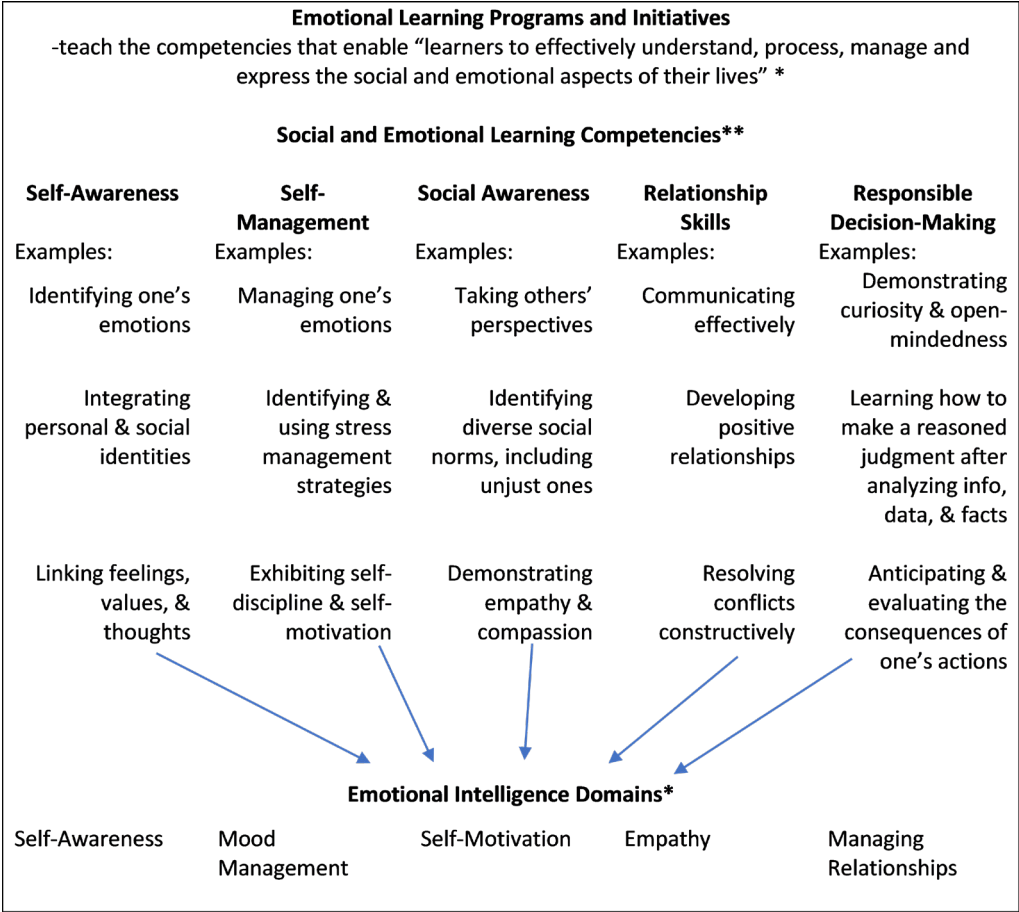 Emotional Learning Programs and Initiatives
-teach the competencies that enable “learners to effectively understand, process, manage and
express the social and emotional aspects of their lives” *
Social and Emotional Learning Competencies**
Self-Awareness
Examples:
Identifying one’s
emotions
Integrating
personal & social
identities
Linking feelings,
values, &
thoughts
Self-
Management
Examples:
Managing one’s
emotions
Identifying &
using stress
management
strategies
Exhibiting self-
discipline & self-
motivation
Social Awareness
Examples:
Taking others’
perspectives
Identifying
diverse social
norms, including
unjust ones
Demonstrating
empathy &
compassion
Relationship
Skills
Examples:
Communicating
effectively
Developing
positive
relationships
Resolving
conflicts
constructively
Responsible
Decision-Making
Examples:
Demonstrating
curiosity & open-
mindedness
Learning how to
make a reasoned
judgment after
analyzing info,
data, & facts
Anticipating &
evaluating the
consequences of
one’s actions
Emotional Intelligence Domains*
Self-Awareness
Mood
Management
Self-Motivation
Empathy
Managing
Relationships